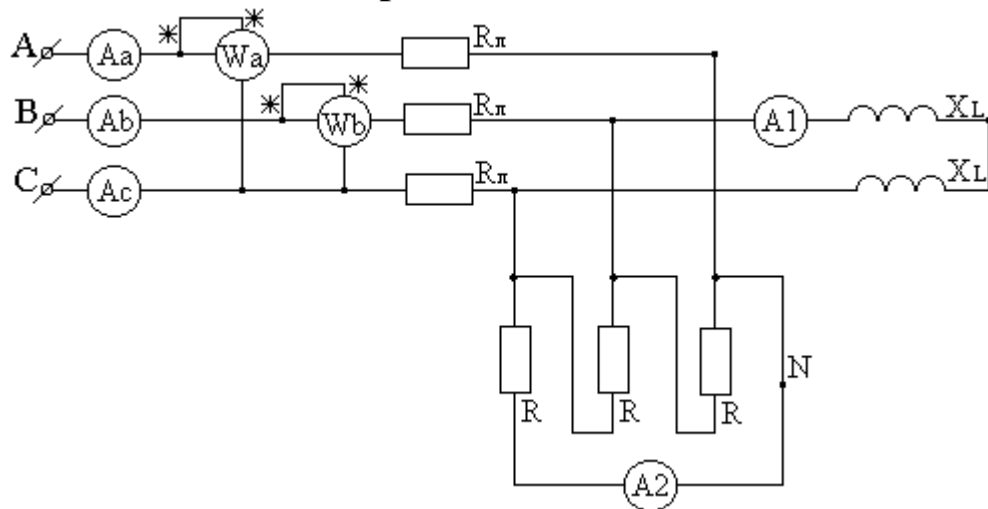 A Aa * * Wa Rл
B Ab * * Wb Rл A1 XL
C Ac Rл XL
N
R R R
A2